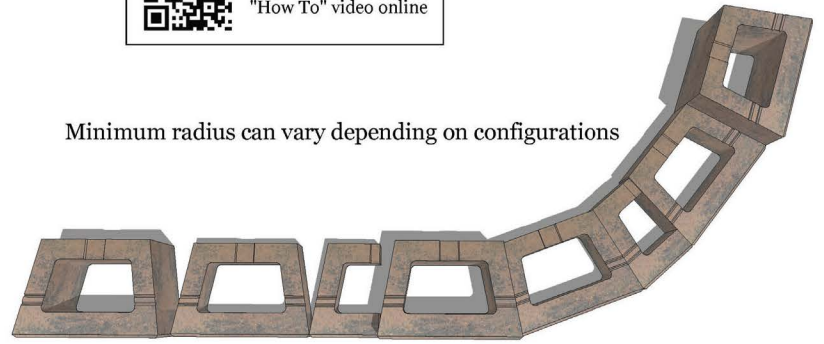 "How To" video online
Minimum radius can vary depending on configurations